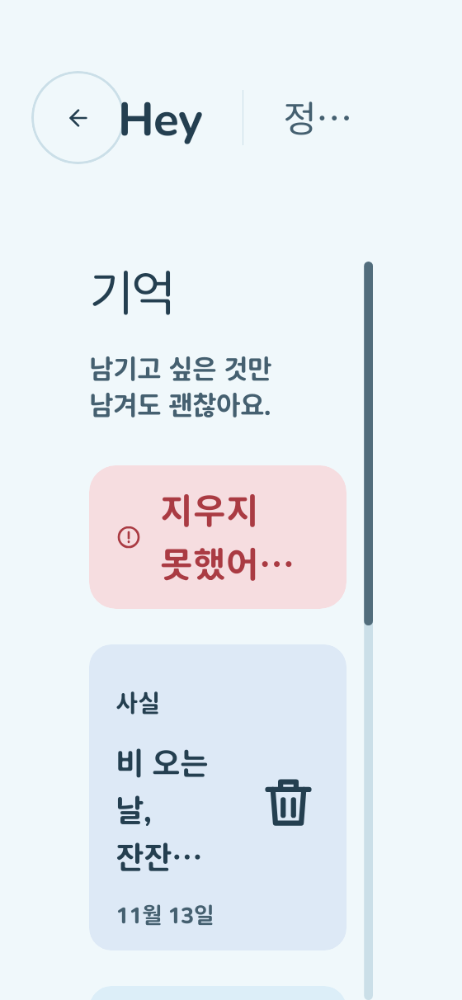 Hey
정…
기억
남기고 싶은 것만
남겨도 괜찮아요.
지우지
못했어…
사실
비 오는
날,
잔잔…
11월 13일